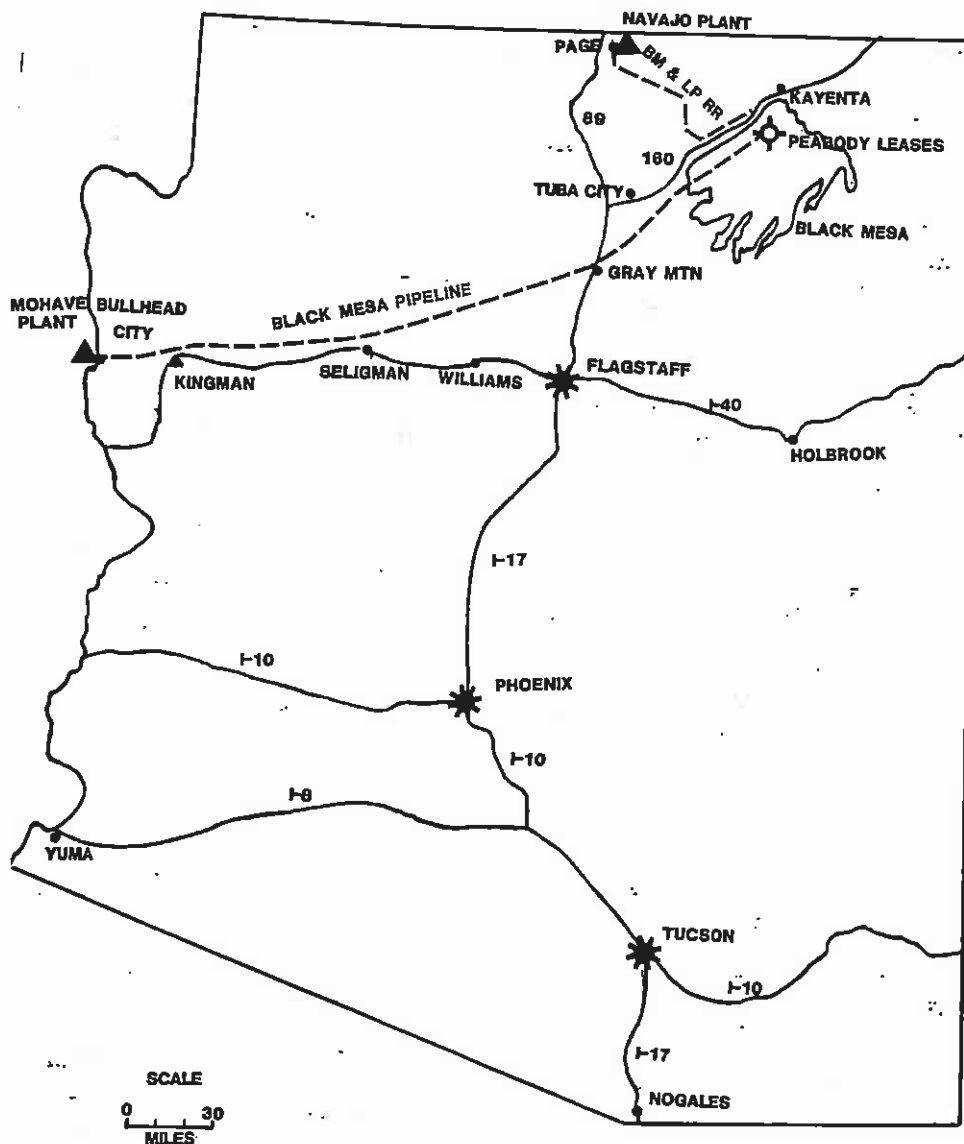 NAVAJO PLANT
PAGE
BM & LP RR
KAYENTA
89
PEABODY LEASES
160
TUBA CITY
BLACK MESA
GRAY MTN
MOHAVE PLANT
BULLHEAD CITY
BLACK MESA PIPELINE
KINGMAN
SELIGMAN
WILLIAMS
FLAGSTAFF
I-40
HOLBROOK
I-17
I-10
PHOENIX
I-10
I-8
YUMA
TUCSON
I-10
I-17
NOGALES
SCALE
0 30
MILES